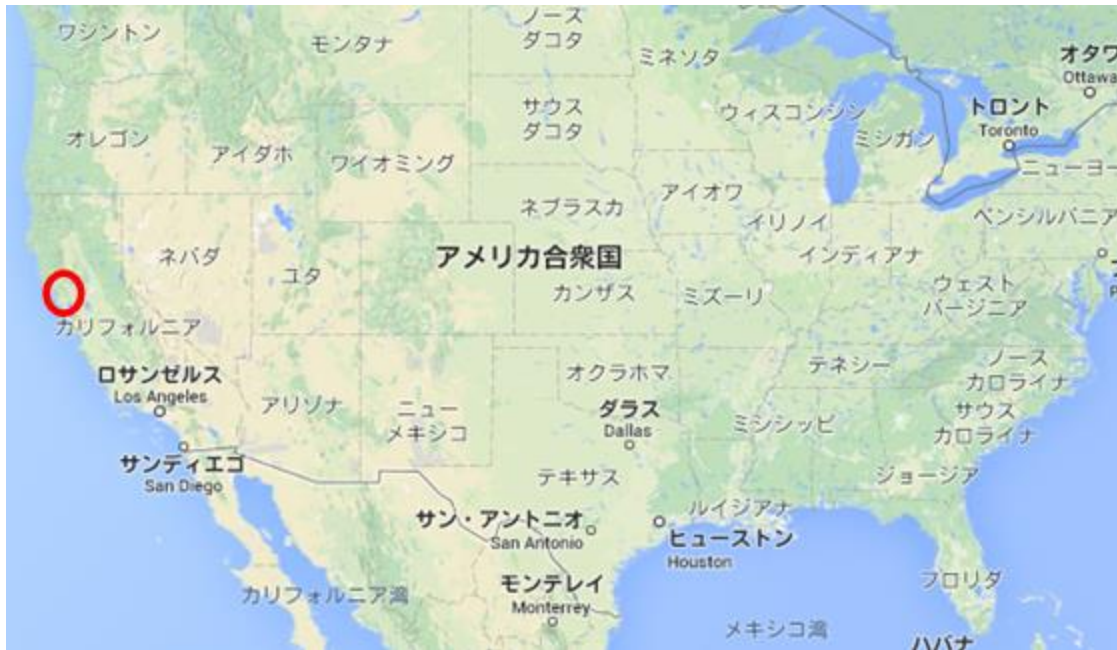 ワシントン
モンタナ
ノース
ダコタ
ミネソタ
オタワ
Ottawa
オレゴン
アイダホ
ワイオミング
サウス
ダコタ
ウィスコンシン
ミシガン
トロント
Toronto
ニューヨー
ネブラスカ
アイオワ
イリノイ
インディアナ
ペンシルバニア
ネバダ
ユタ
アメリカ合衆国
カンザス
ミズーリ
ウェスト
バージニア
カリフォルニア
ロサンゼルス
Los Angeles
アリゾナ
ニュー
メキシコ
オクラホマ
テネシー
ノース
カロライナ
ダラス
Dallas
ミシシッピ
サウス
カロライナ
サンディエゴ
San Diego
テキサス
ジョージア
サン・アントニオ
San Antonio
ルイジアナ
ヒューストン
Houston
カリフォルニア湾
モンテレイ
Monterrey
フロリダ
メキシコ湾
ハバナ